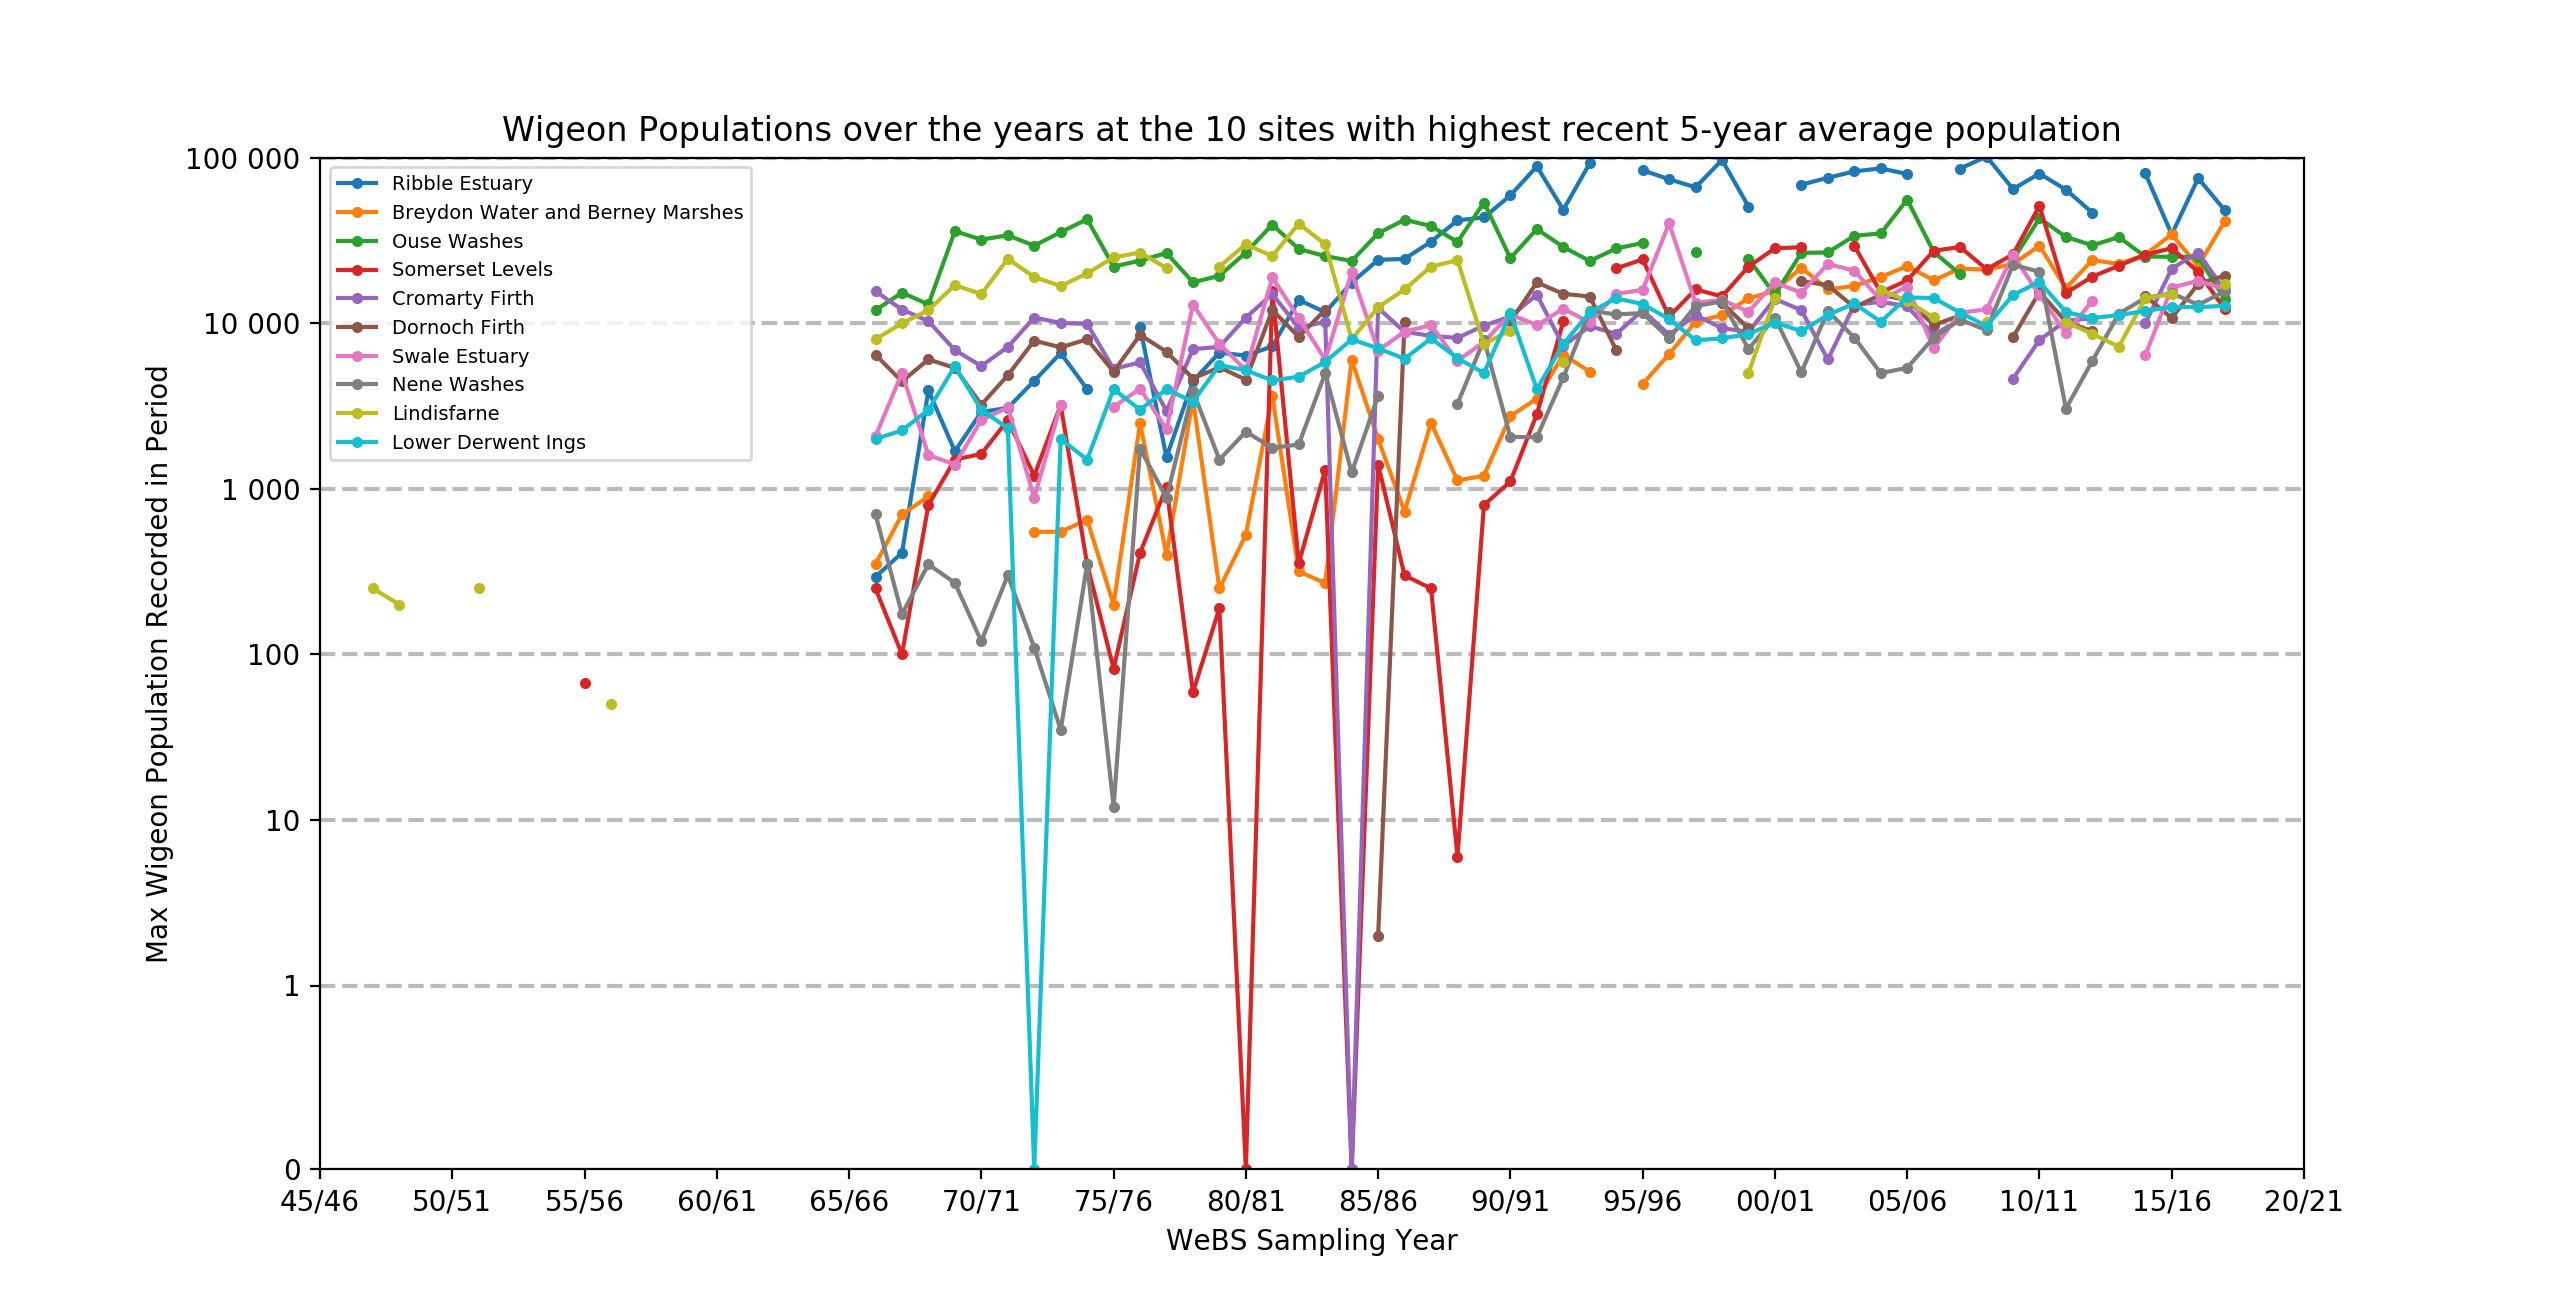 Wigeon Populations over the years at the 10 sites with highest recent 5-year average population
Max Wigeon Population Recorded in Period
100 000
10 000
1 000
100
10
1
0
Ribble Estuary
Breydon Water and Berney Marshes
Ouse Washes
Somerset Levels
Cromarty Firth
Dornoch Firth
Swale Estuary
Nene Washes
Lindisfarne
Lower Derwent Ings
45/46 50/51 55/56 60/61 65/66 70/71 75/76 80/81 85/86 90/91 95/96 00/01 05/06 10/11 15/16 20/21
WeBS Sampling Year